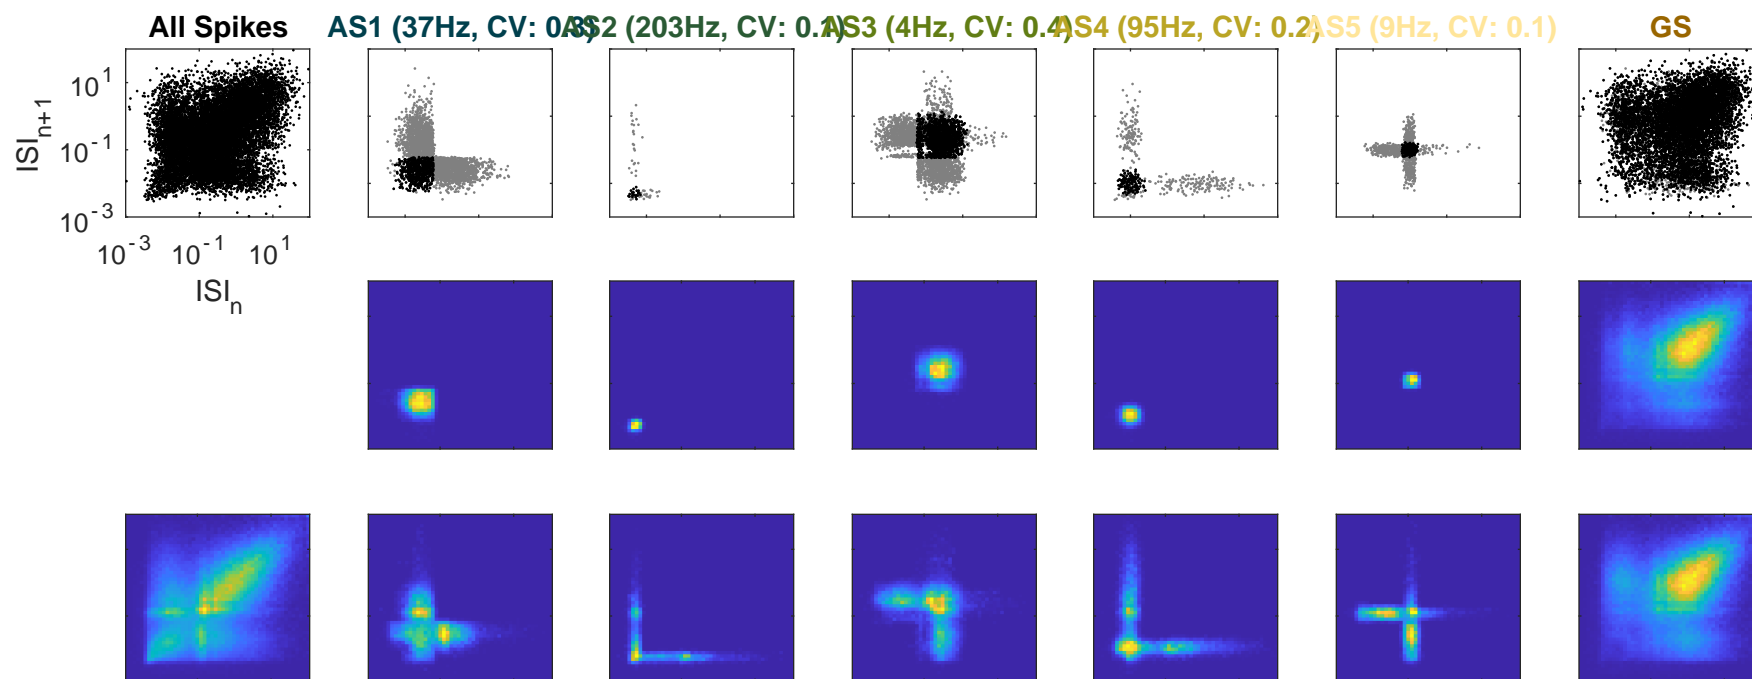 All Spikes
AS1 (37Hz, CV: 0.3)
AS2 (203Hz, CV: 0.1)
AS3 (4Hz, CV: 0.4)
AS4 (95Hz, CV: 0.2)
AS5 (9Hz, CV: 0.1)
GS
ISI_{n+1}
10^1
10^{-1}
10^{-3}
10^{-3} 10^{-1} 10^1
ISI_n